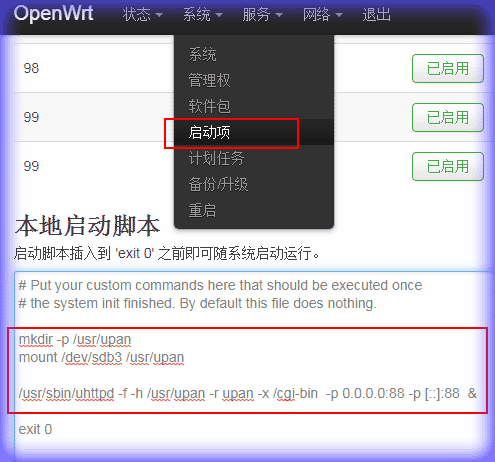 OpenWrt 状态 系统 服务 网络 退出
98 已启用
99 已启用
99 已启用
系统
管理权
软件包
启动项
计划任务
备份/升级
重启
本地启动脚本
启动脚本插入到 'exit 0' 之前即可随系统启动运行。
# Put your custom commands here that should be executed once
# the system init finished. By default this file does nothing.
mkdir -p /usr/upan
mount /dev/sdb3 /usr/upan
/usr/sbin/uhttpd -f -h /usr/upan -r upan -x /cgi-bin  -p 0.0.0.0:88 -p [::]:88  &
exit 0